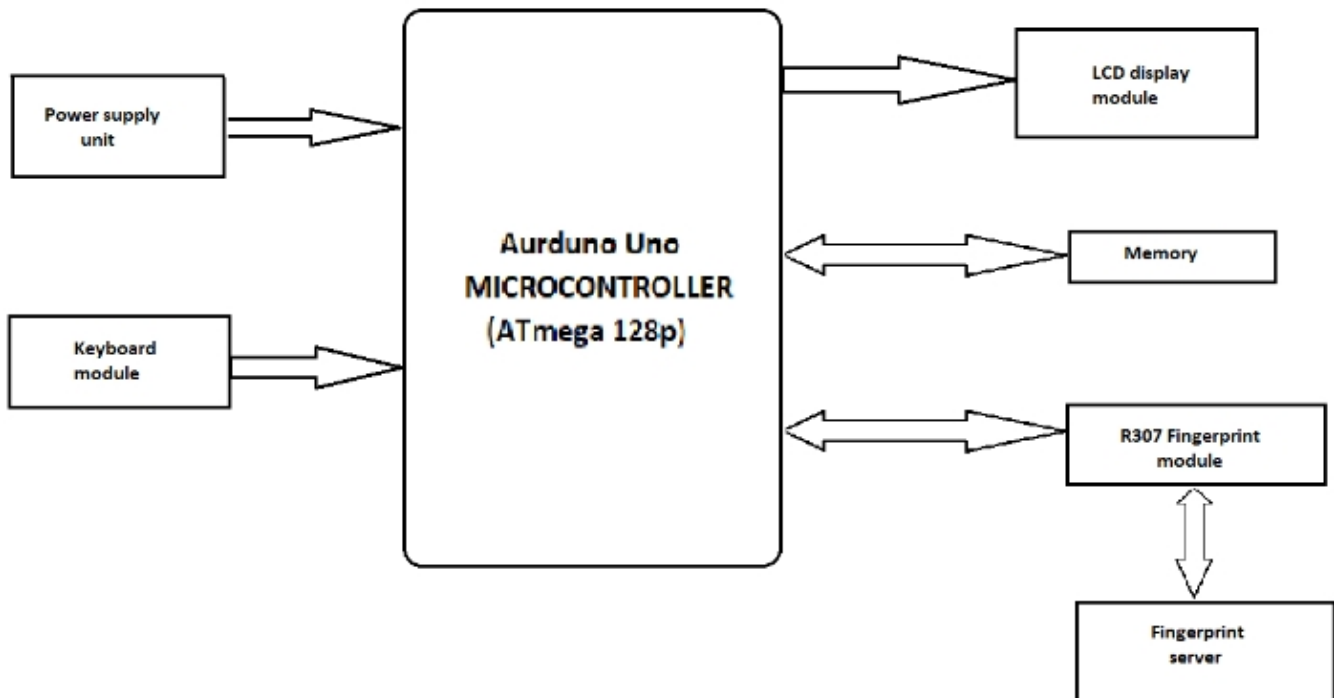 Power supply
unit
Keyboard
module
Aurduno Uno
MICROCONTROLLER
(ATmega 128p)
LCD display
module
Memory
R307 Fingerprint
module
Fingerprint
server